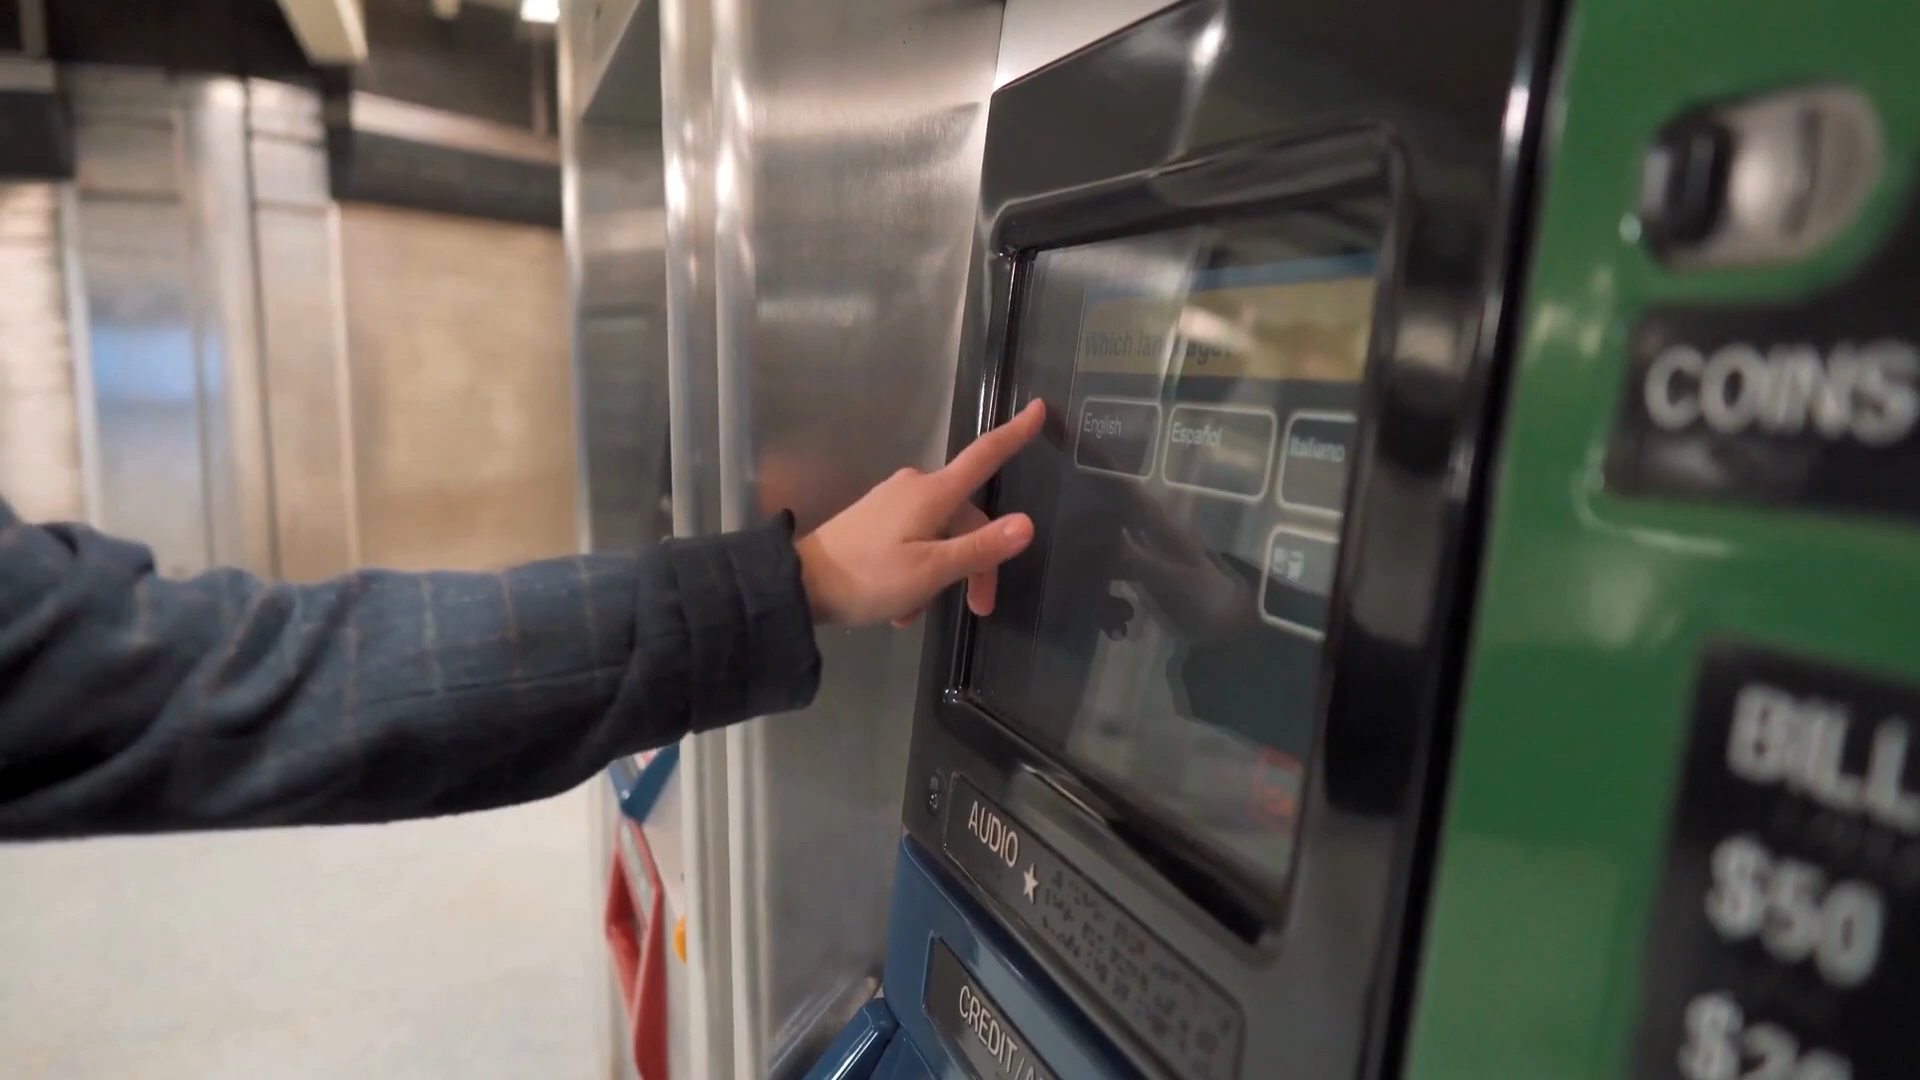 Which language?
English
Español
Italiano
COINS
BILL
$50
$20
AUDIO
CREDIT/A